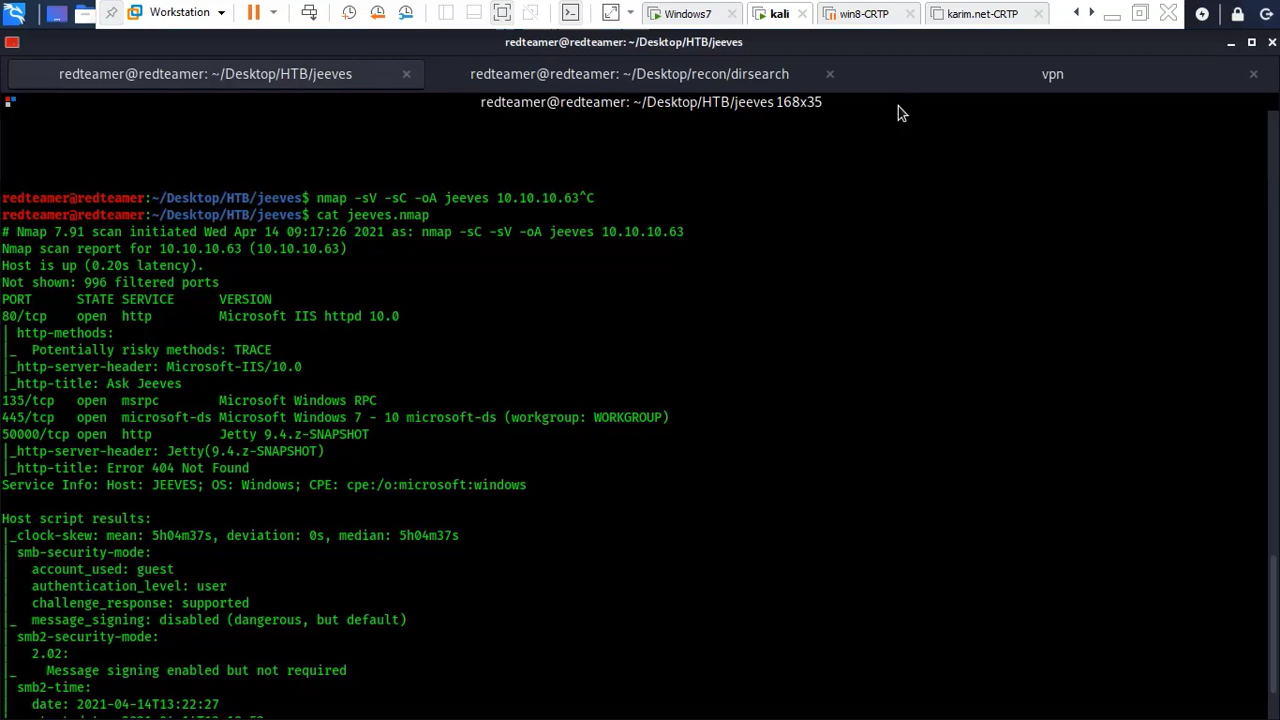 Workstation
Windows7
kali
win8-CRTP
karim.net-CRTP
redteamer@redteamer: ~/Desktop/HTB/jeeves
redteamer@redteamer: ~/Desktop/HTB/jeeves
redteamer@redteamer: ~/Desktop/recon/dirsearch
vpn
redteamer@redteamer: ~/Desktop/HTB/jeeves 168x35
redteamer@redteamer:~/Desktop/HTB/jeeves$ nmap -sV -sC -oA jeeves 10.10.10.63^C
redteamer@redteamer:~/Desktop/HTB/jeeves$ cat jeeves.nmap
# Nmap 7.91 scan initiated Wed Apr 14 09:17:26 2021 as: nmap -sC -sV -oA jeeves 10.10.10.63
Nmap scan report for 10.10.10.63 (10.10.10.63)
Host is up (0.20s latency).
Not shown: 996 filtered ports
PORT      STATE SERVICE      VERSION
80/tcp    open  http         Microsoft IIS httpd 10.0
| http-methods:
|_  Potentially risky methods: TRACE
|_http-server-header: Microsoft-IIS/10.0
|_http-title: Ask Jeeves
135/tcp   open  msrpc        Microsoft Windows RPC
445/tcp   open  microsoft-ds Microsoft Windows 7 - 10 microsoft-ds (workgroup: WORKGROUP)
50000/tcp open  http         Jetty 9.4.z-SNAPSHOT
|_http-server-header: Jetty(9.4.z-SNAPSHOT)
|_http-title: Error 404 Not Found
Service Info: Host: JEEVES; OS: Windows; CPE: cpe:/o:microsoft:windows
Host script results:
|_clock-skew: mean: 5h04m37s, deviation: 0s, median: 5h04m37s
| smb-security-mode:
|   account_used: guest
|   authentication_level: user
|   challenge_response: supported
|_  message_signing: disabled (dangerous, but default)
| smb2-security-mode:
|   2.02:
|_    Message signing enabled but not required
| smb2-time:
|   date: 2021-04-14T13:22:27